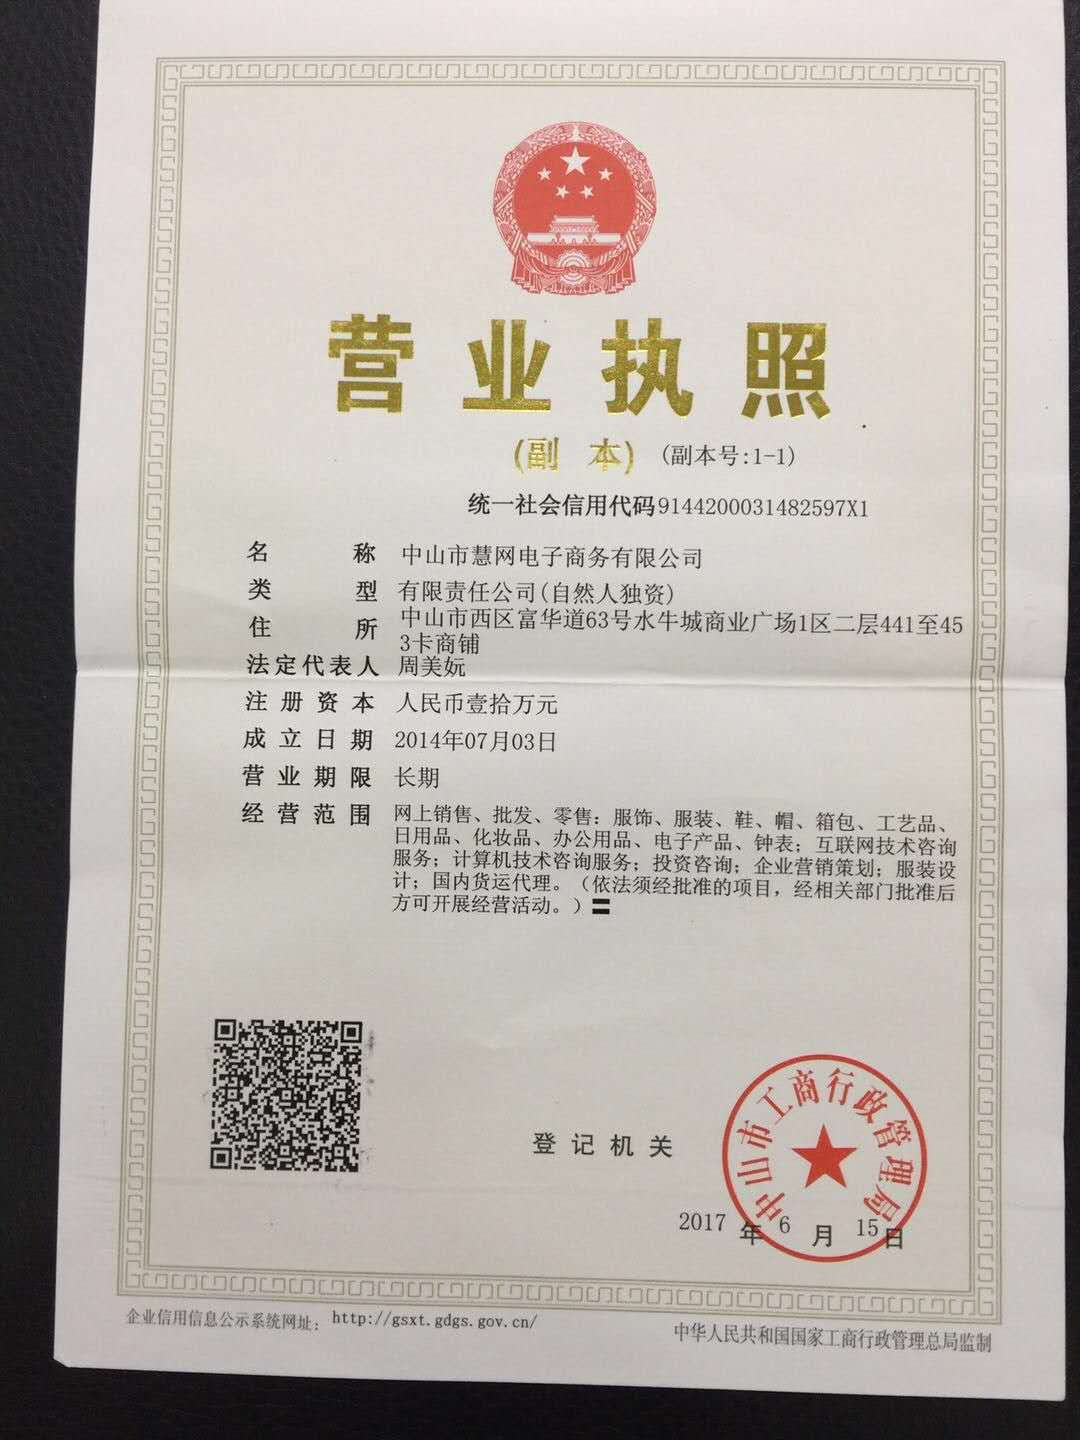 营业执照
(副 本) (副本号:1-1)
统一社会信用代码91442000314825​97X1
名 称 中山市慧网电子商务有限公司
类 型 有限责任公司(自然人独资)
住 所 中山市西区富华道63号水牛城商业广场1区二层441至45
3卡商铺
法定代表人 周美妧
注册资本 人民币壹拾万元
成立日期 2014年07月03日
营业期限 长期
经营范围 网上销售、批发、零售：服饰、服装、鞋、帽、箱包、工艺品、
日用品、化妆品、办公用品、电子产品、钟表；互联网技术咨询
服务；计算机技术咨询服务；投资咨询；企业营销策划；服装设
计；国内货运代理。（依法须经批准的项目，经相关部门批准后
方可开展经营活动。）〓
登记机关
中山市工商行政管理局
2017 年 6 月 15 日
企业信用信息公示系统网址：http://gsxt.gdgs.gov.cn/
中华人民共和国国家工商行政管理总局监制